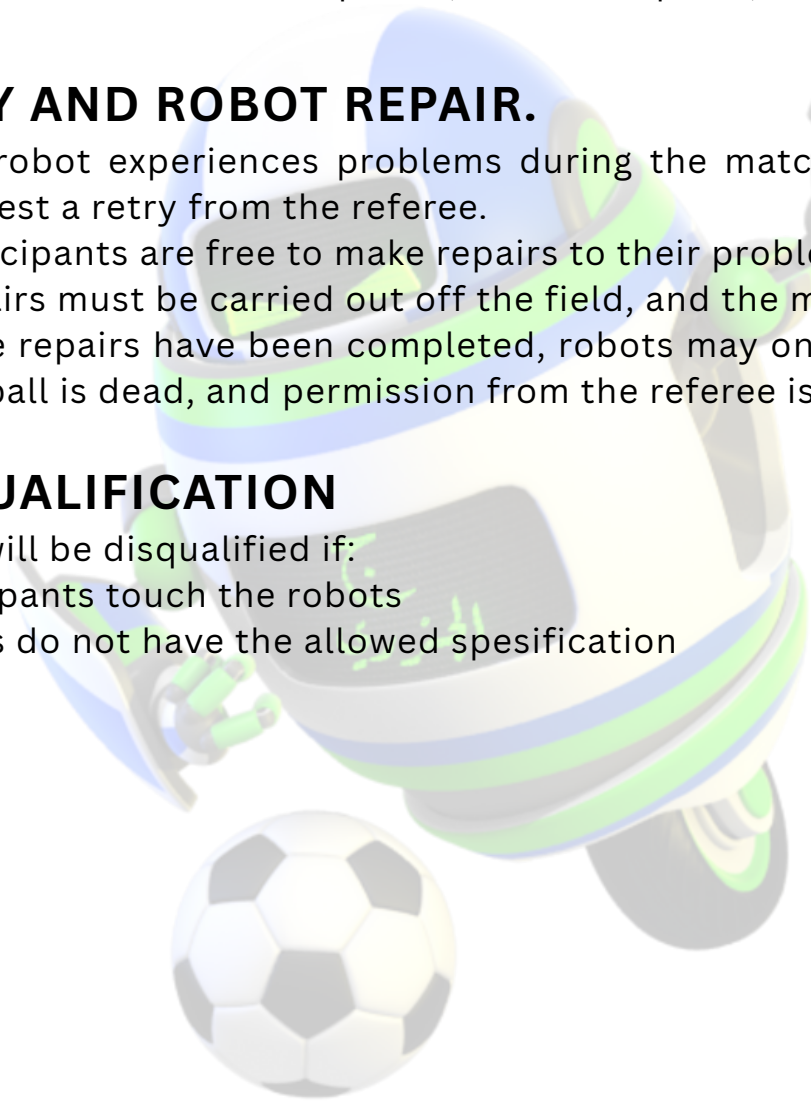 Y AND ROBOT REPAIR.
robot experiences problems during the matc
est a retry from the referee.
cipants are free to make repairs to their proble
irs must be carried out off the field, and the m
e repairs have been completed, robots may on
ball is dead, and permission from the referee is
UALIFICATION
will be disqualified if:
pants touch the robots
s do not have the allowed spesification